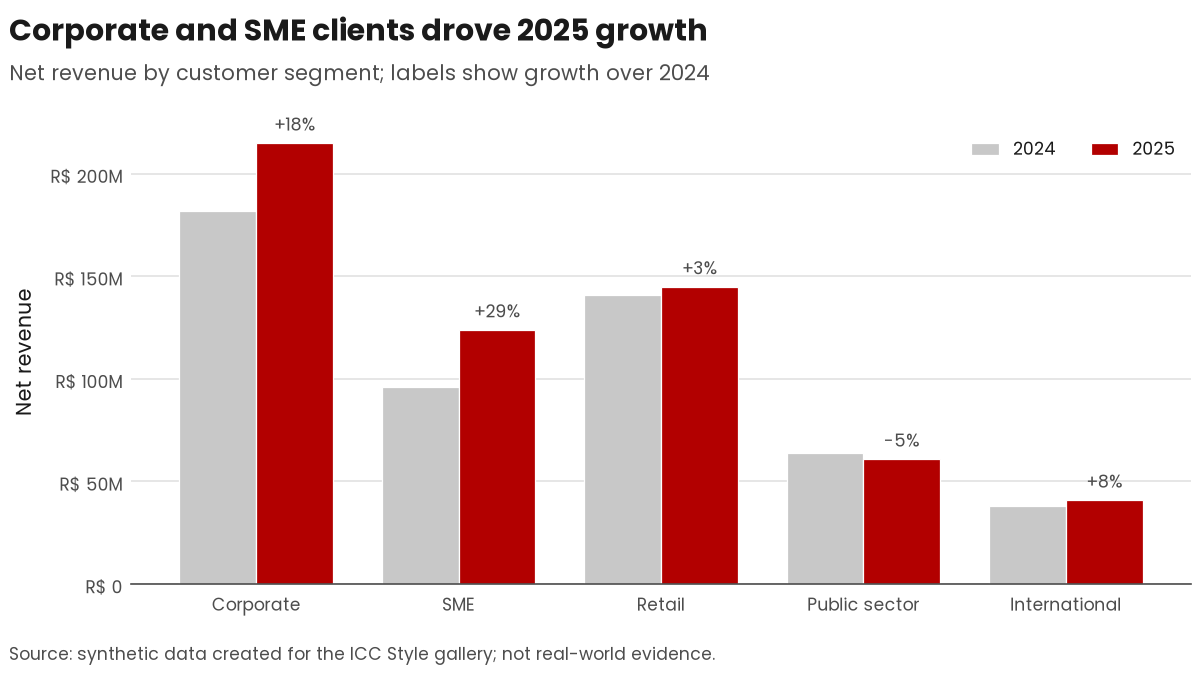 Corporate and SME clients drove 2025 growth
Net revenue by customer segment; labels show growth over 2024
2024
2025
Net revenue
R$ 200M
R$ 150M
R$ 100M
R$ 50M
R$ 0
+18%
+29%
+3%
−5%
+8%
Corporate
SME
Retail
Public sector
International
Source: synthetic data created for the ICC Style gallery; not real-world evidence.